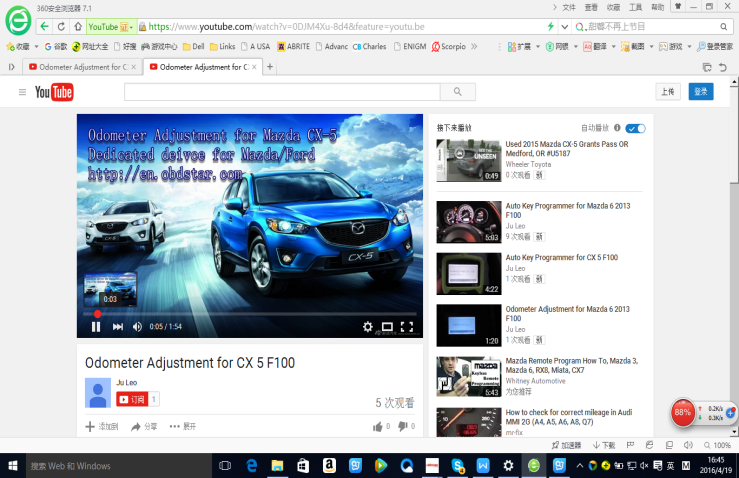 360安全浏览器 7.1
文件 查看 收藏 工具 帮助
YouTube 证 https://www.youtube.com/watch?v=0DJM4Xu-8d4&feature=youtu.be
甜馨不再上节目
收藏 谷歌 网址大全 好搜 游戏中心 Dell Links A USA ABRITE Advanc Charles ENIGM Scorpio » 扩展 网银 翻译 截图 游戏 登录管家
Odometer Adjustment for C
Odometer Adjustment for C
YouTube
上传 登录
Odometer Adjustment for Mazda CX-5
Dedicated deivce for Mazda/Ford
http://en.obdstar.com
CX-5
0:03
0:05 / 1:54
Odometer Adjustment for CX 5 F100
Ju Leo
订阅 1
5 次观看
添加到 分享 展开
0 0
接下来播放 自动播放
Used 2015 Mazda CX-5 Grants Pass OR Medford, OR #U5187
Wheeler Toyota
0 次观看 新
UNSEEN
0:49
Auto Key Programmer for Mazda 6 2013 F100
Ju Leo
9 次观看 新
5:03
Auto Key Programmer for CX 5 F100
Ju Leo
1 次观看 新
4:22
Odometer Adjustment for Mazda 6 2013 F100
Ju Leo
1 次观看 新
1:20
Mazda Remote Program How To, Mazda 3, Mazda 6, RX8, Miata, CX7
Whitney Automotive
为您推荐
Keyless
Remote
Programming
5:43
How to check for correct mileage in Audi MMI 2G (A4, A5, A6, A8, Q7)
mr-fix
88%
0.2K/s
0.3K/s
加速器 下载 100%
搜索 Web 和 Windows
英 M
16:45
2016/4/19